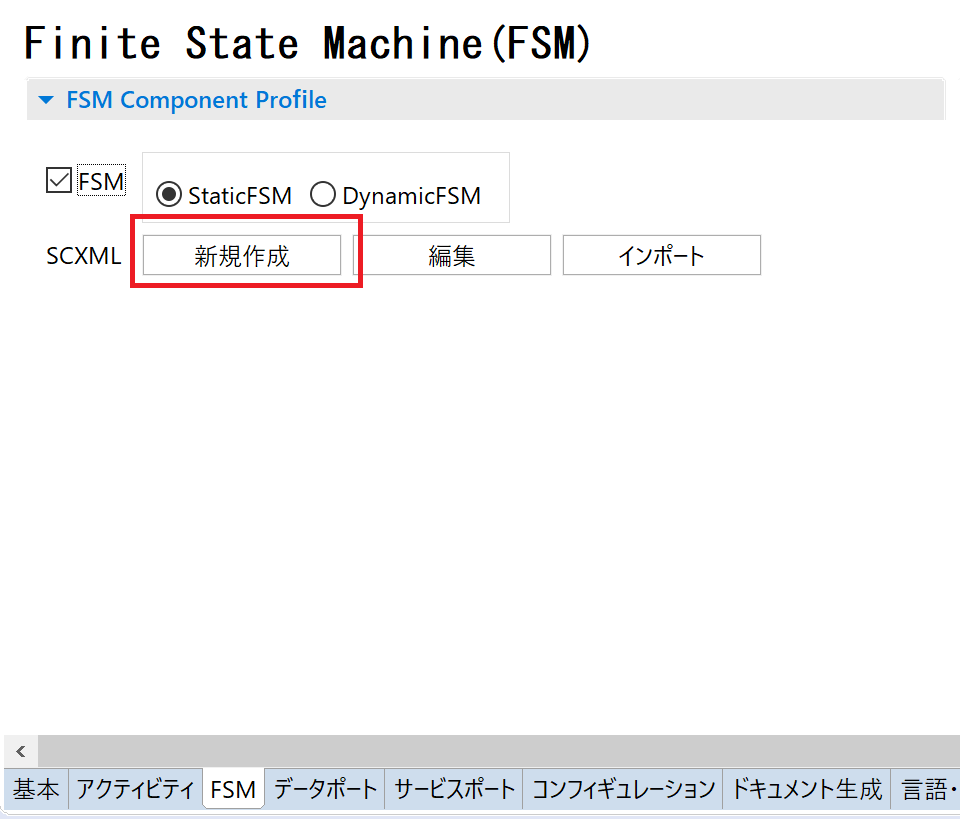 Finite State Machine(FSM)
FSM Component Profile
FSM
StaticFSM DynamicFSM
SCXML 新規作成 編集 インポート
基本 アクティビティ FSM データポート サービスポート コンフィギュレーション ドキュメント生成 言語・